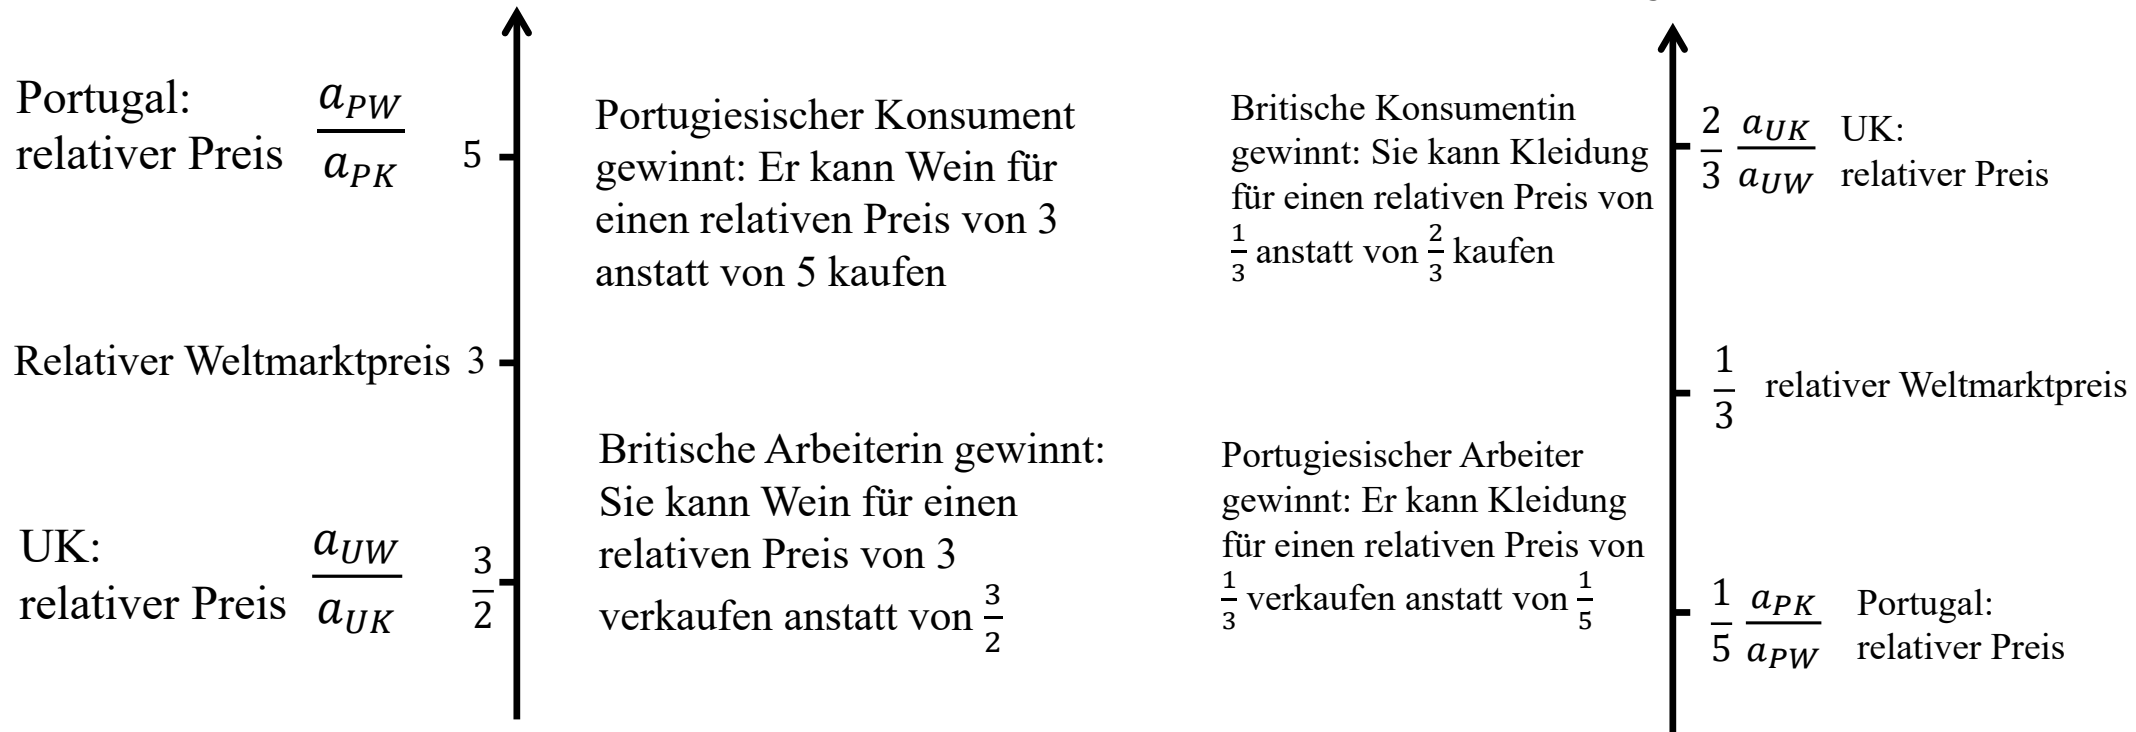 Portugal:
relativer Preis a_PW / a_PK 5
Portugiesischer Konsument
gewinnt: Er kann Wein für
einen relativen Preis von 3
anstatt von 5 kaufen
Relativer Weltmarktpreis 3
UK:
relativer Preis a_UW / a_UK 3/2
Britische Arbeiterin gewinnt:
Sie kann Wein für einen
relativen Preis von 3
verkaufen anstatt von 3/2
Britische Konsumentin
gewinnt: Sie kann Kleidung
für einen relativen Preis von
1/3 anstatt von 2/3 kaufen
2/3 a_UK / a_UW UK:
relativer Preis
1/3 relativer Weltmarktpreis
Portugiesischer Arbeiter
gewinnt: Er kann Kleidung
für einen relativen Preis von
1/3 verkaufen anstatt von 1/5
1/5 a_PK / a_PW Portugal:
relativer Preis